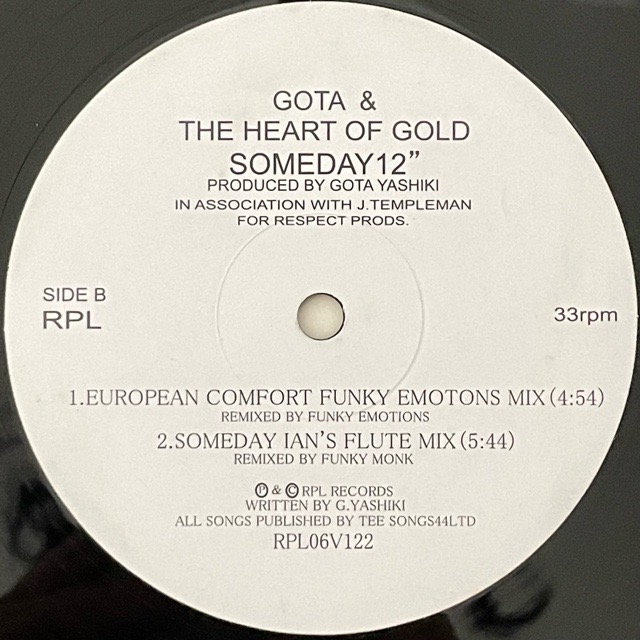 GOTA &
THE HEART OF GOLD
SOMEDAY12”
PRODUCED BY GOTA YASHIKI
IN ASSOCIATION WITH J.TEMPLEMAN
FOR RESPECT PRODS.
SIDE B
RPL
33rpm
1.EUROPEAN COMFORT FUNKY EMOTONS MIX(4:54)
REMIXED BY FUNKY EMOTIONS
2.SOMEDAY IAN’S FLUTE MIX(5:44)
REMIXED BY FUNKY MONK
Ⓟ & Ⓒ RPL RECORDS
WRITTEN BY G.YASHIKI
ALL SONGS PUBLISHED BY TEE SONGS44LTD
RPL06V122